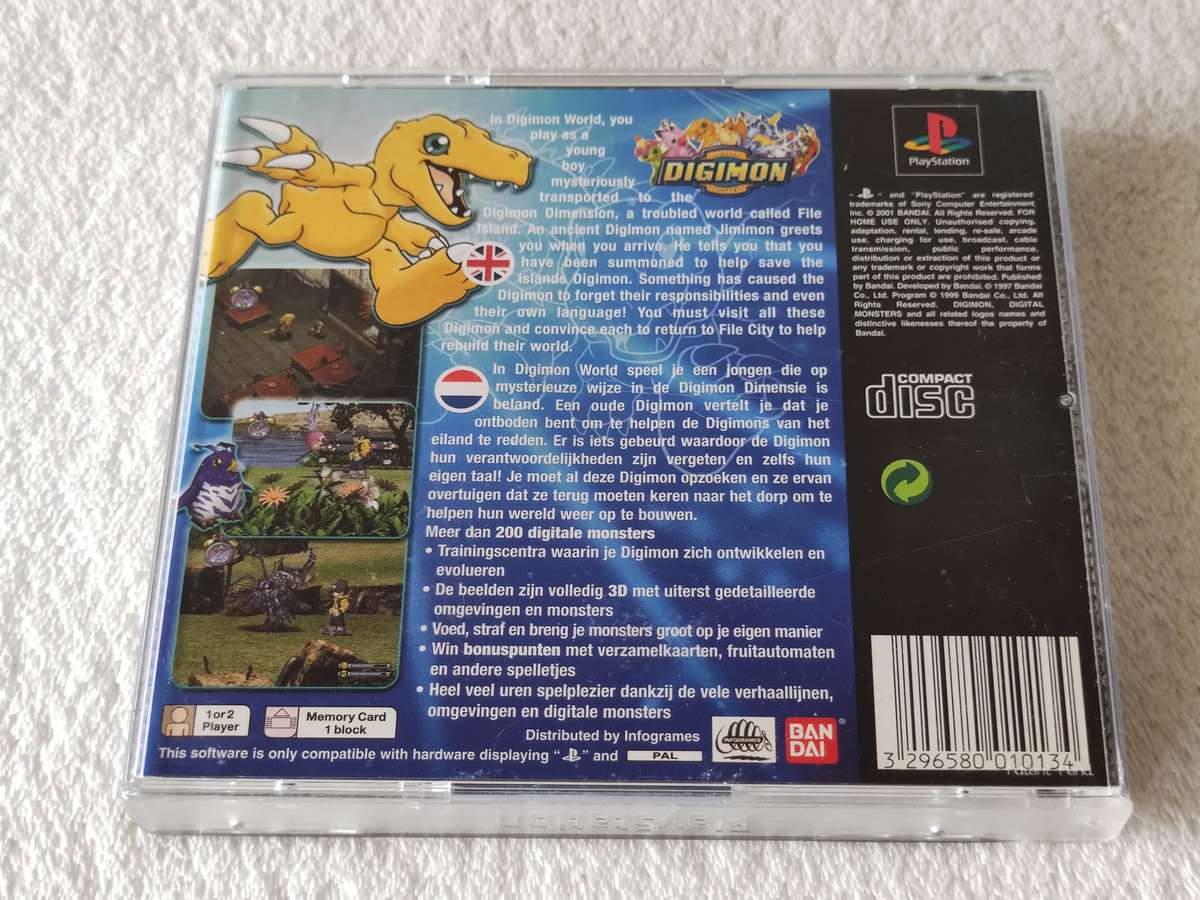 In Digimon World, you
play as a
young
boy
mysteriously
transported to the
Digimon Dimension, a troubled world called File
Island. An ancient Digimon named Jimimon greets
you when you arrive. He tells you that you
have been summoned to help save the
islands Digimon. Something has caused the
Digimon to forget their responsibilities and even
their own language! You must visit all these
Digimon and convince each to return to File City to help
rebuild their world.
DIGIMON
In Digimon World speel je een jongen die op
mysterieuze wijze in de Digimon Dimensie is
beland. Een oude Digimon vertelt je dat je
ontboden bent om te helpen de Digimons van het
eiland te redden. Er is iets gebeurd waardoor de Digimon
hun verantwoordelijkheden zijn vergeten en zelfs hun
eigen taal! Je moet al deze Digimon opzoeken en ze ervan
overtuigen dat ze terug moeten keren naar het dorp om te
helpen hun wereld weer op te bouwen.
Meer dan 200 digitale monsters
• Trainingscentra waarin je Digimon zich ontwikkelen en
evolueren
• De beelden zijn volledig 3D met uiterst gedetailleerde
omgevingen en monsters
• Voed, straf en breng je monsters groot op je eigen manier
• Win bonuspunten met verzamelkaarten, fruitautomaten
en andere spelletjes
• Heel veel uren spelplezier dankzij de vele verhaallijnen,
omgevingen en digitale monsters
Distributed by Infogrames
INFOGRAMES
BAN
DAI
®
1 or 2
Player
Memory Card
1 block
This software is only compatible with hardware displaying " " and PAL
PlayStation
" " and "PlayStation" are registered
trademarks of Sony Computer Entertainment
Inc. © 2001 BANDAI. All Rights Reserved. FOR
HOME USE ONLY. Unauthorised copying,
adaptation, rental, lending, re-sale, arcade
use, charging for use, broadcast, cable
transmission, public performance,
distribution or extraction of this product or
any trademark or copyright work that forms
part of this product are prohibited. Published
by Bandai. Developed by Bandai. © 1997 Bandai
Co., Ltd. Program © 1999 Bandai Co., Ltd. All
Rights Reserved. DIGIMON, DIGITAL
MONSTERS and all related logos names and
distinctive likenesses thereof the property of
Bandai.
COMPACT
disc
3 296580 010134
PlayStation